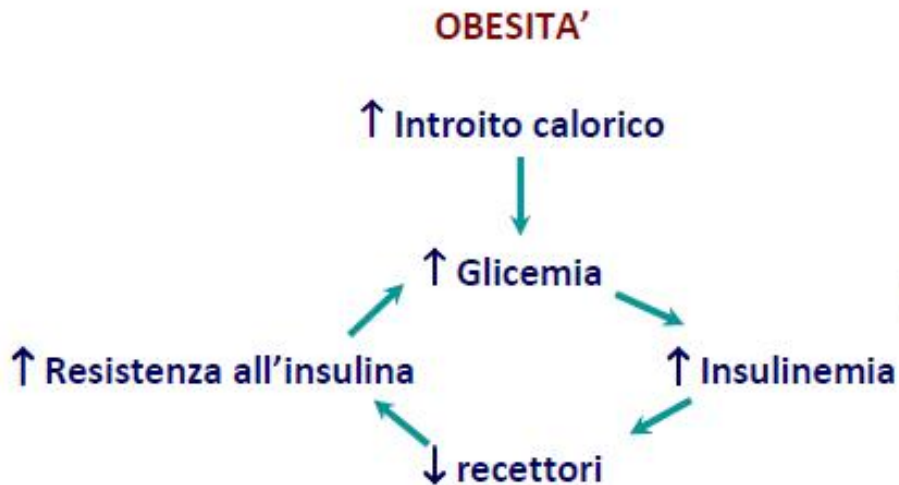 OBESITA’
↑ Introito calorico
↑ Glicemia
↑ Resistenza all’insulina
↑ Insulinemia
↓ recettori